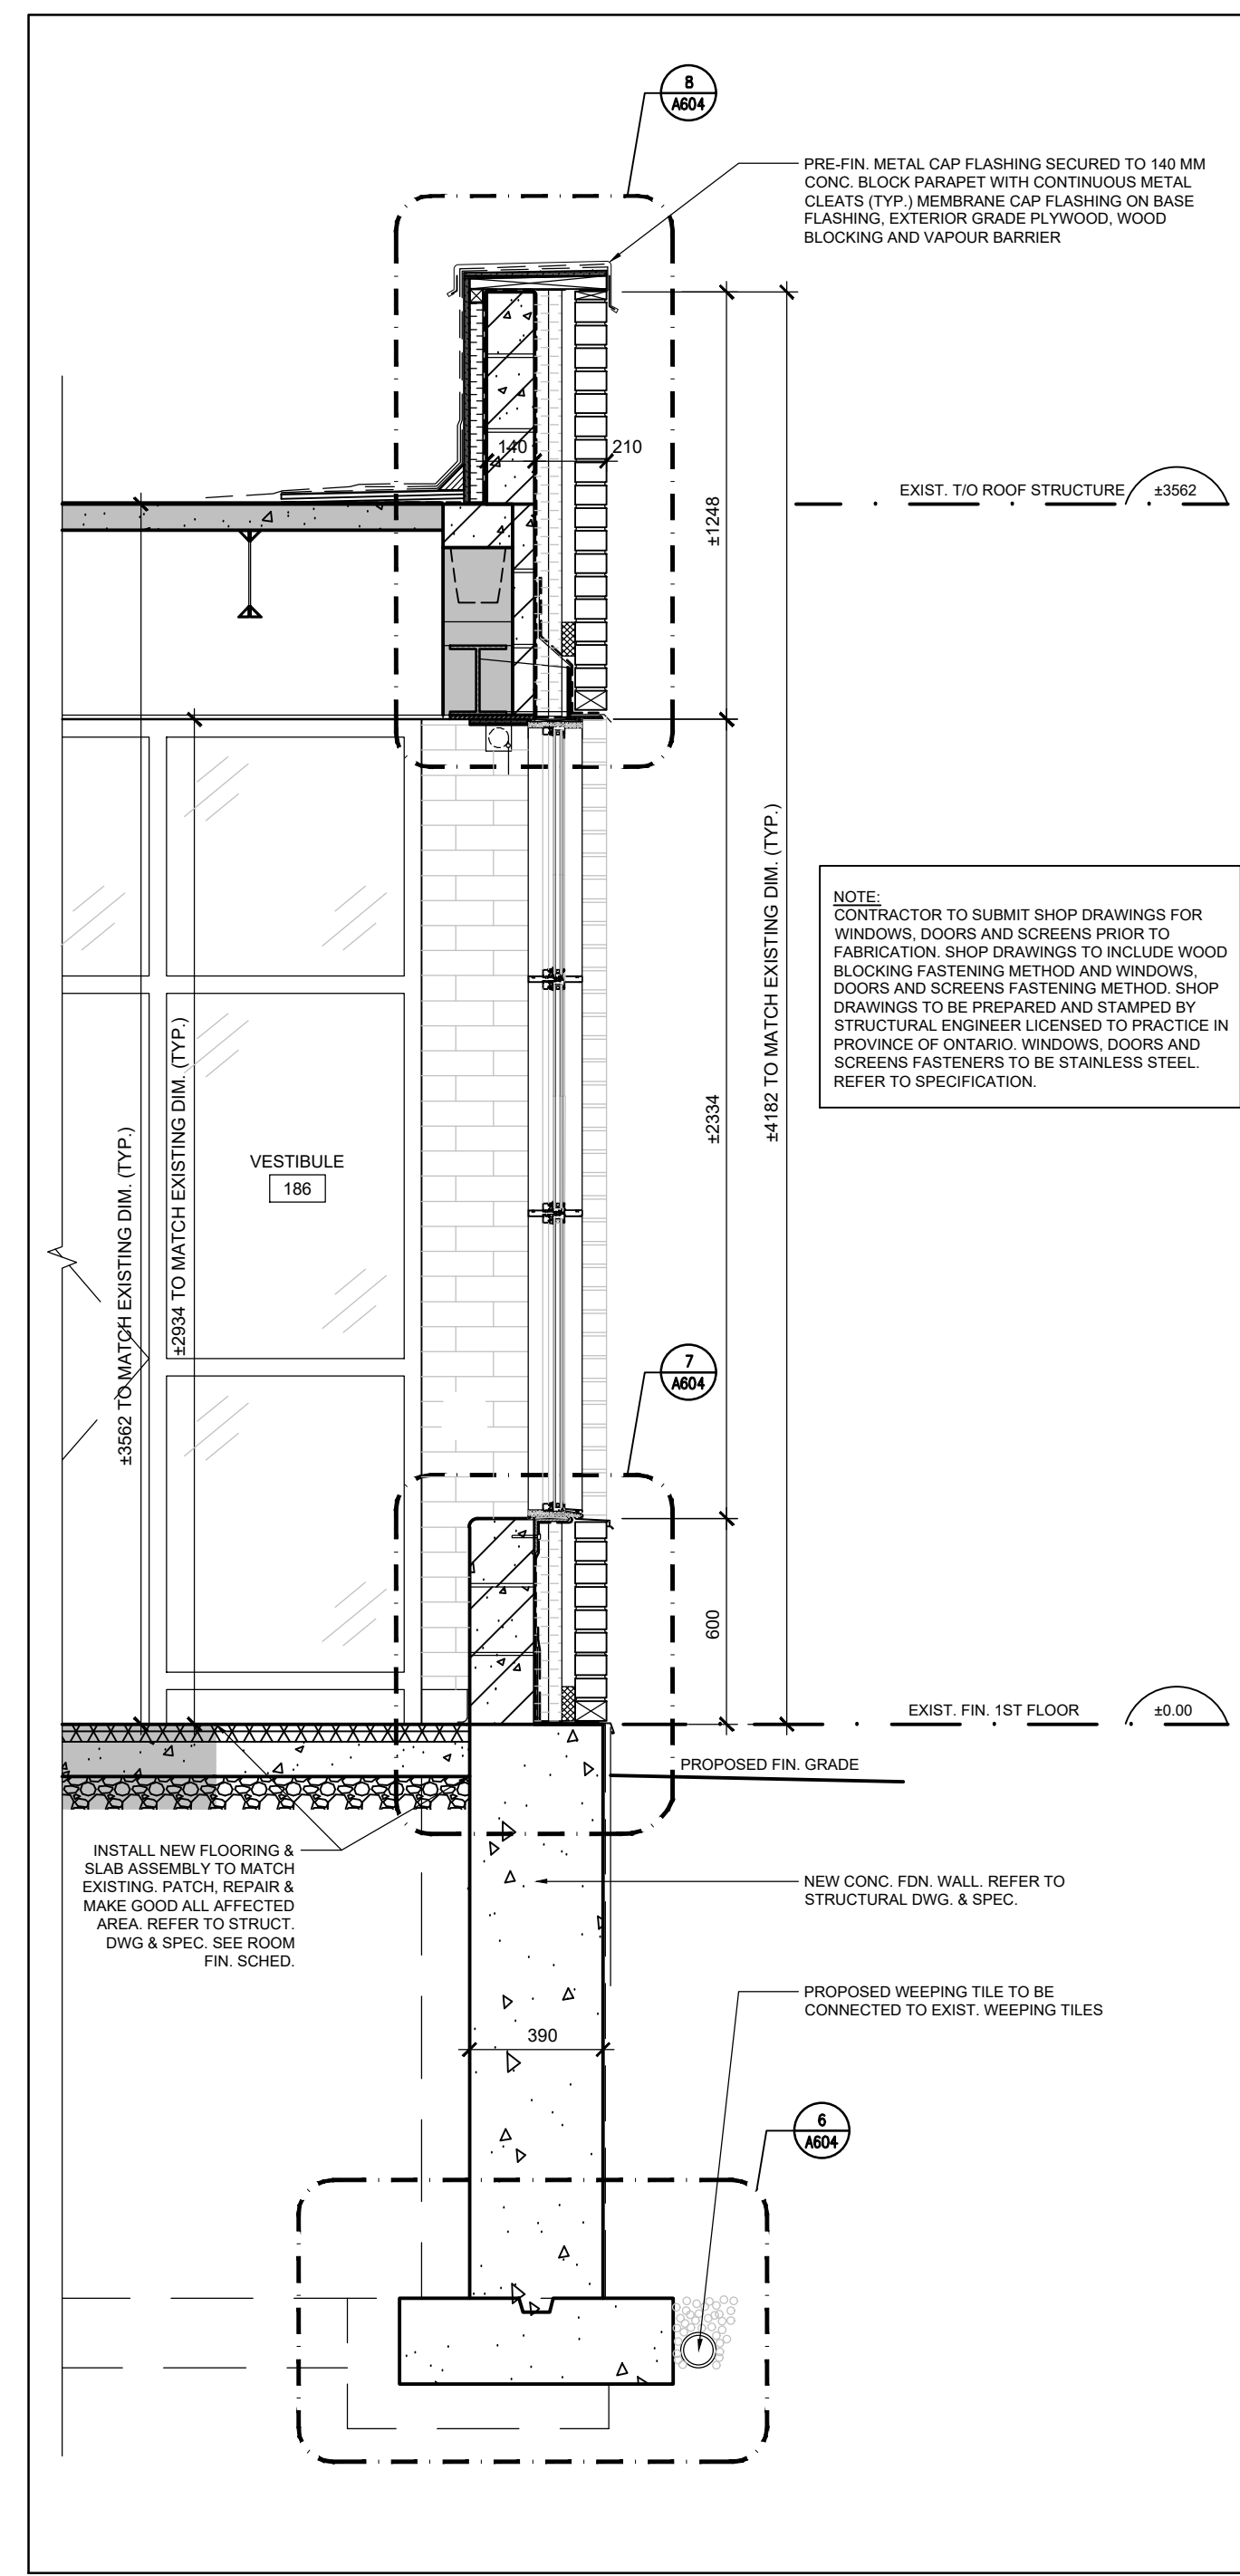 8
A604
PRE-FIN. METAL CAP FLASHING SECURED TO 140 MM
CONC. BLOCK PARAPET WITH CONTINUOUS METAL
CLEATS (TYP.) MEMBRANE CAP FLASHING ON BASE
FLASHING, EXTERIOR GRADE PLYWOOD, WOOD
BLOCKING AND VAPOUR BARRIER
140
210
±1248
EXIST. T/O ROOF STRUCTURE
±3562
±4182 TO MATCH EXISTING DIM. (TYP.)
NOTE:
CONTRACTOR TO SUBMIT SHOP DRAWINGS FOR
WINDOWS, DOORS AND SCREENS PRIOR TO
FABRICATION. SHOP DRAWINGS TO INCLUDE WOOD
BLOCKING FASTENING METHOD AND WINDOWS,
DOORS AND SCREENS FASTENING METHOD. SHOP
DRAWINGS TO BE PREPARED AND STAMPED BY
STRUCTURAL ENGINEER LICENSED TO PRACTICE IN
PROVINCE OF ONTARIO. WINDOWS, DOORS AND
SCREENS FASTENERS TO BE STAINLESS STEEL.
REFER TO SPECIFICATION.
±3562 TO MATCH EXISTING DIM. (TYP.)
±2934 TO MATCH EXISTING DIM. (TYP.)
VESTIBULE
186
±2334
7
A604
600
EXIST. FIN. 1ST FLOOR
±0.00
PROPOSED FIN. GRADE
INSTALL NEW FLOORING &
SLAB ASSEMBLY TO MATCH
EXISTING. PATCH, REPAIR &
MAKE GOOD ALL AFFECTED
AREA. REFER TO STRUCT.
DWG & SPEC. SEE ROOM
FIN. SCHED.
NEW CONC. FDN. WALL. REFER TO
STRUCTURAL DWG. & SPEC.
PROPOSED WEEPING TILE TO BE
CONNECTED TO EXIST. WEEPING TILES
390
6
A604